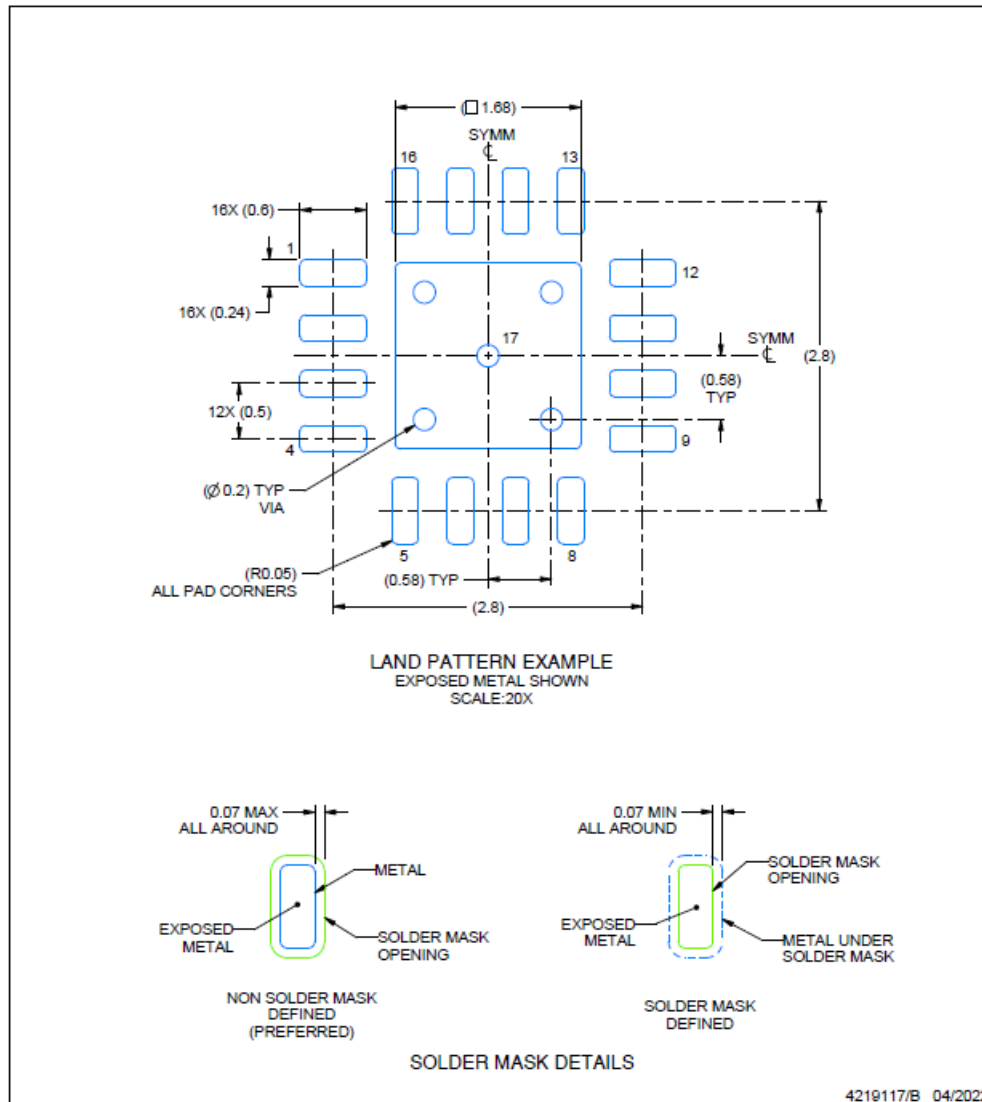 (□ 1.68)
SYMM
℄
16
13
16X (0.6)
1
12
16X (0.24)
17
SYMM
℄
(2.8)
(0.58)
TYP
12X (0.5)
4
9
(Ø 0.2) TYP
VIA
(R0.05)
ALL PAD CORNERS
5
8
(0.58) TYP
(2.8)
LAND PATTERN EXAMPLE
EXPOSED METAL SHOWN
SCALE:20X
0.07 MAX
ALL AROUND
METAL
EXPOSED
METAL
SOLDER MASK
OPENING
NON SOLDER MASK
DEFINED
(PREFERRED)
0.07 MIN
ALL AROUND
SOLDER MASK
OPENING
EXPOSED
METAL
METAL UNDER
SOLDER MASK
SOLDER MASK
DEFINED
SOLDER MASK DETAILS
4219117/B 04/202